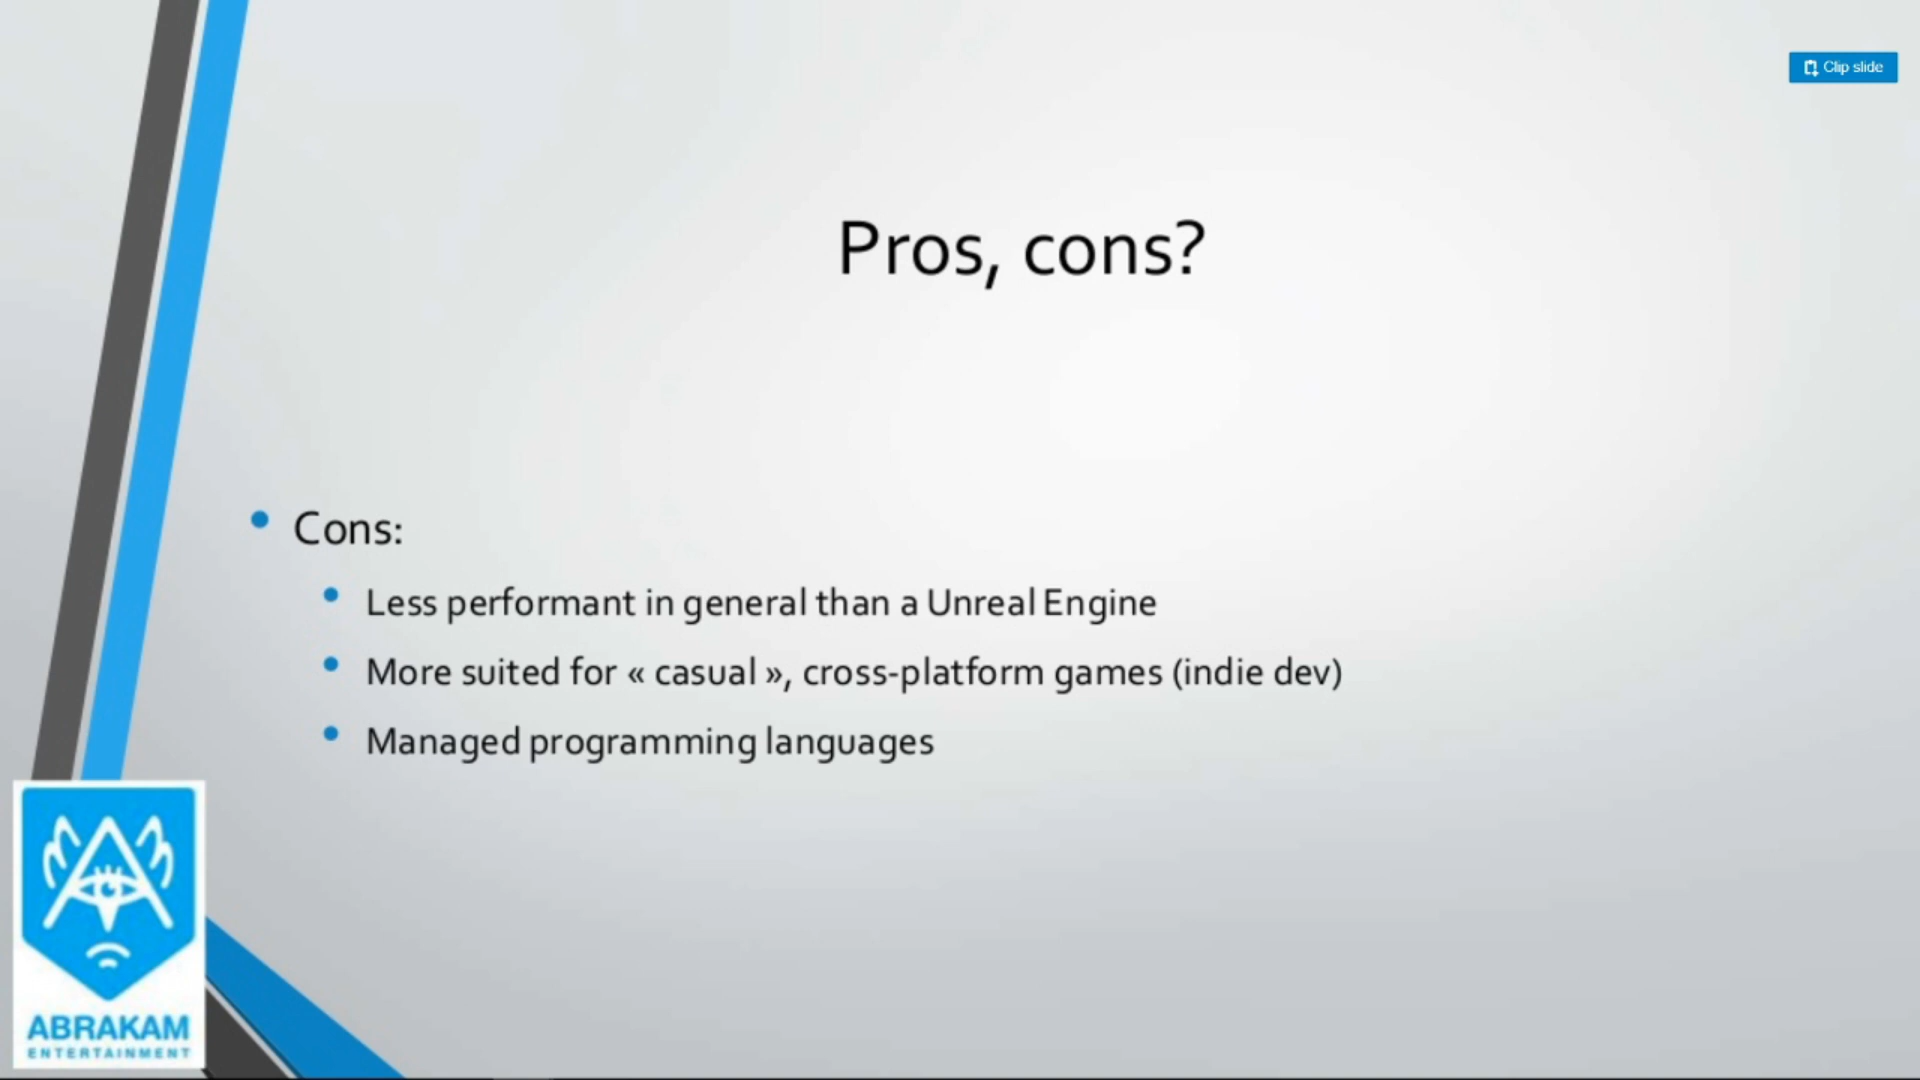 Clip slide
Pros, cons?
Cons:
Less performant in general than a Unreal Engine
More suited for « casual », cross-platform games (indie dev)
Managed programming languages
ABRAKAM
ENTERTAINMENT